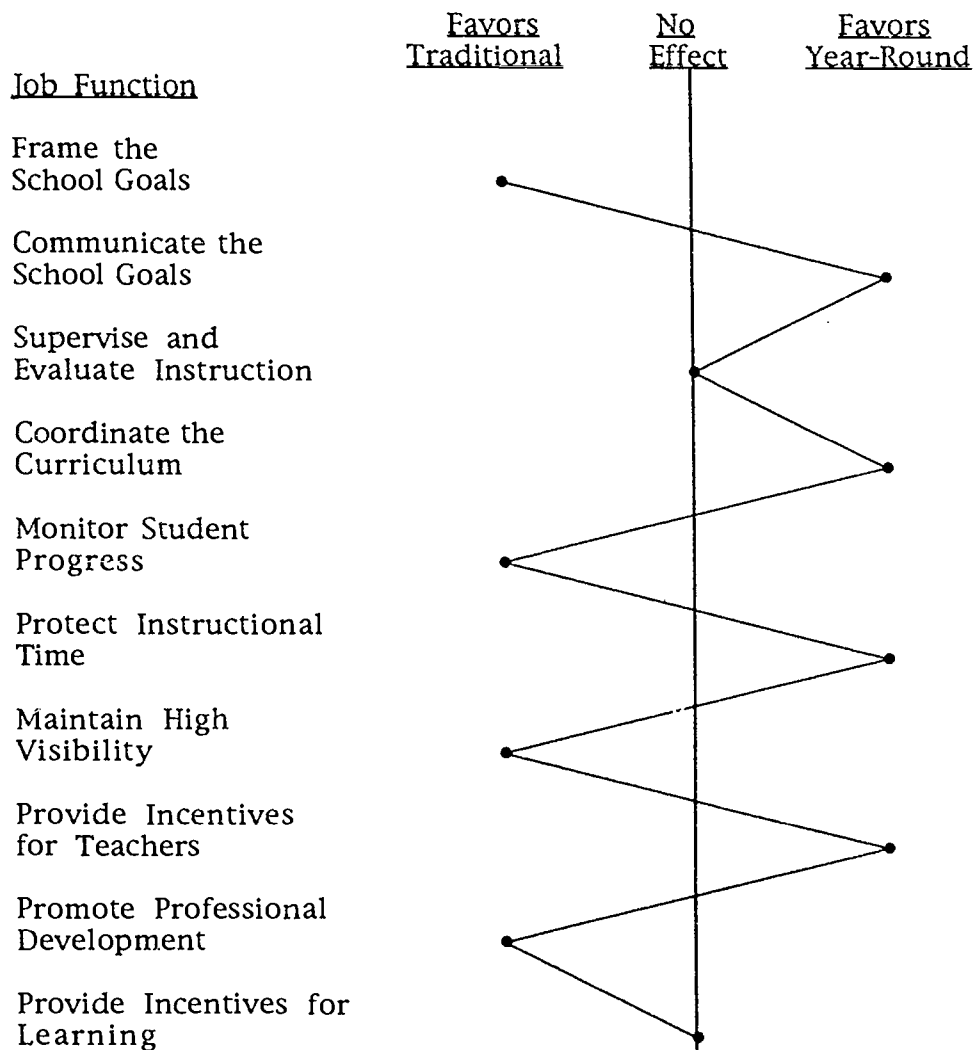 Favors No Favors
Traditional Effect Year-Round
Job Function
Frame the
School Goals
Communicate the
School Goals
Supervise and
Evaluate Instruction
Coordinate the
Curriculum
Monitor Student
Progress
Protect Instructional
Time
Maintain High
Visibility
Provide Incentives
for Teachers
Promote Professional
Development
Provide Incentives for
Learning